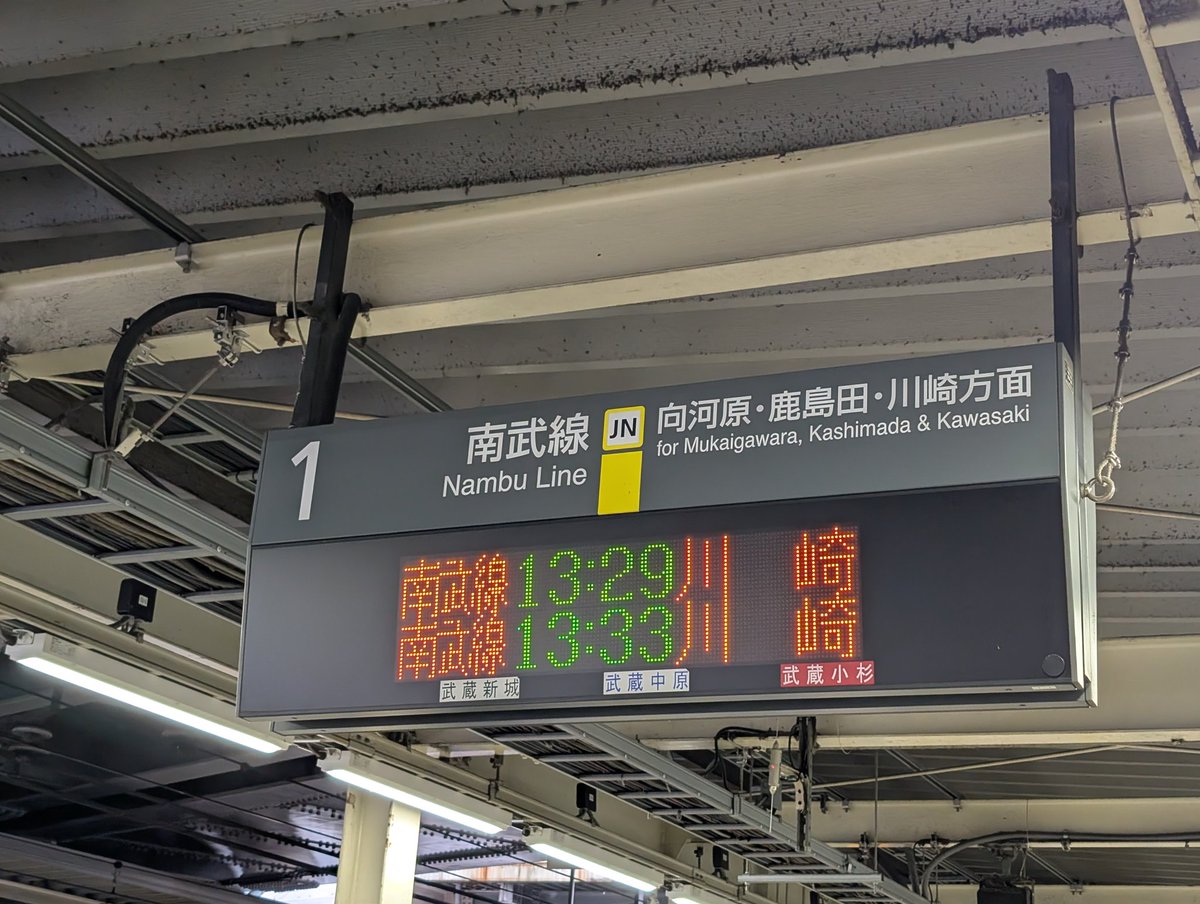 1
南武線 JN 向河原・鹿島田・川崎方面
Nambu Line for Mukaigawara, Kashimada & Kawasaki
南武線 13:29 川崎
南武線 13:33 川崎
武蔵新城 武蔵中原 武蔵小杉